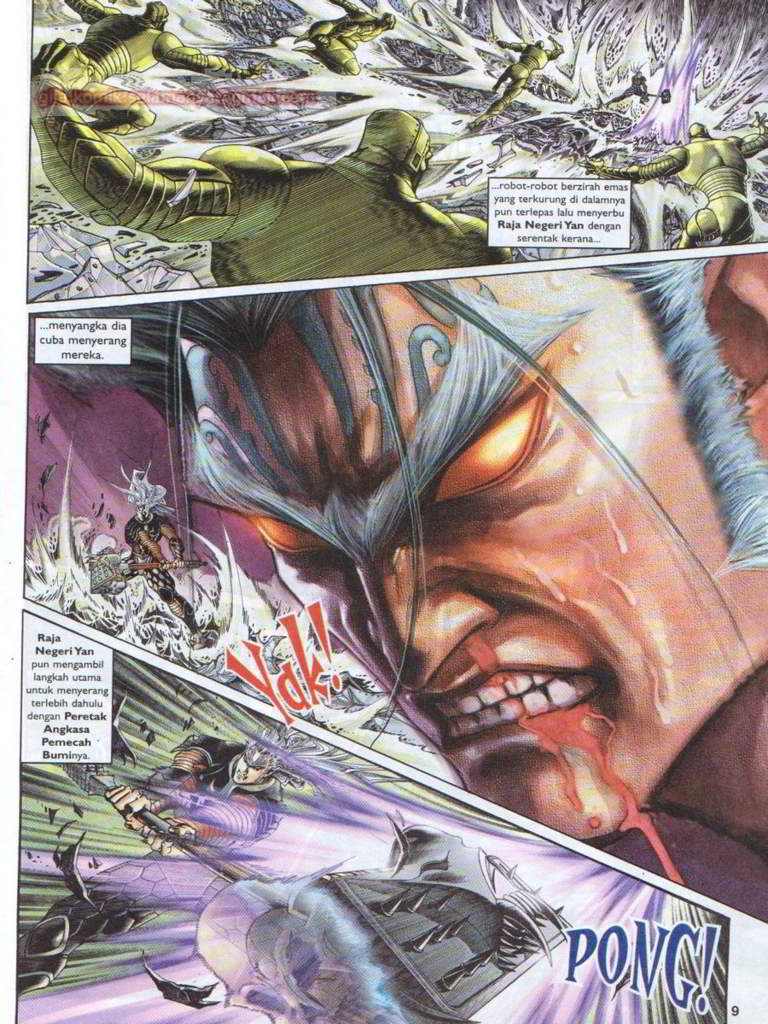 ...robot-robot berzirah emas
yang terkurung di dalamnya
pun terlepas lalu menyerbu
Raja Negeri Yan dengan
serentak kerana...
...menyangka dia
cuba menyerang
mereka.
Ydk!
Raja
Negeri Yan
pun mengambil
langkah utama
untuk menyerang
terlebih dahulu
dengan Peretak
Angkasa
Pemecah
Buminya.
PONG!
9